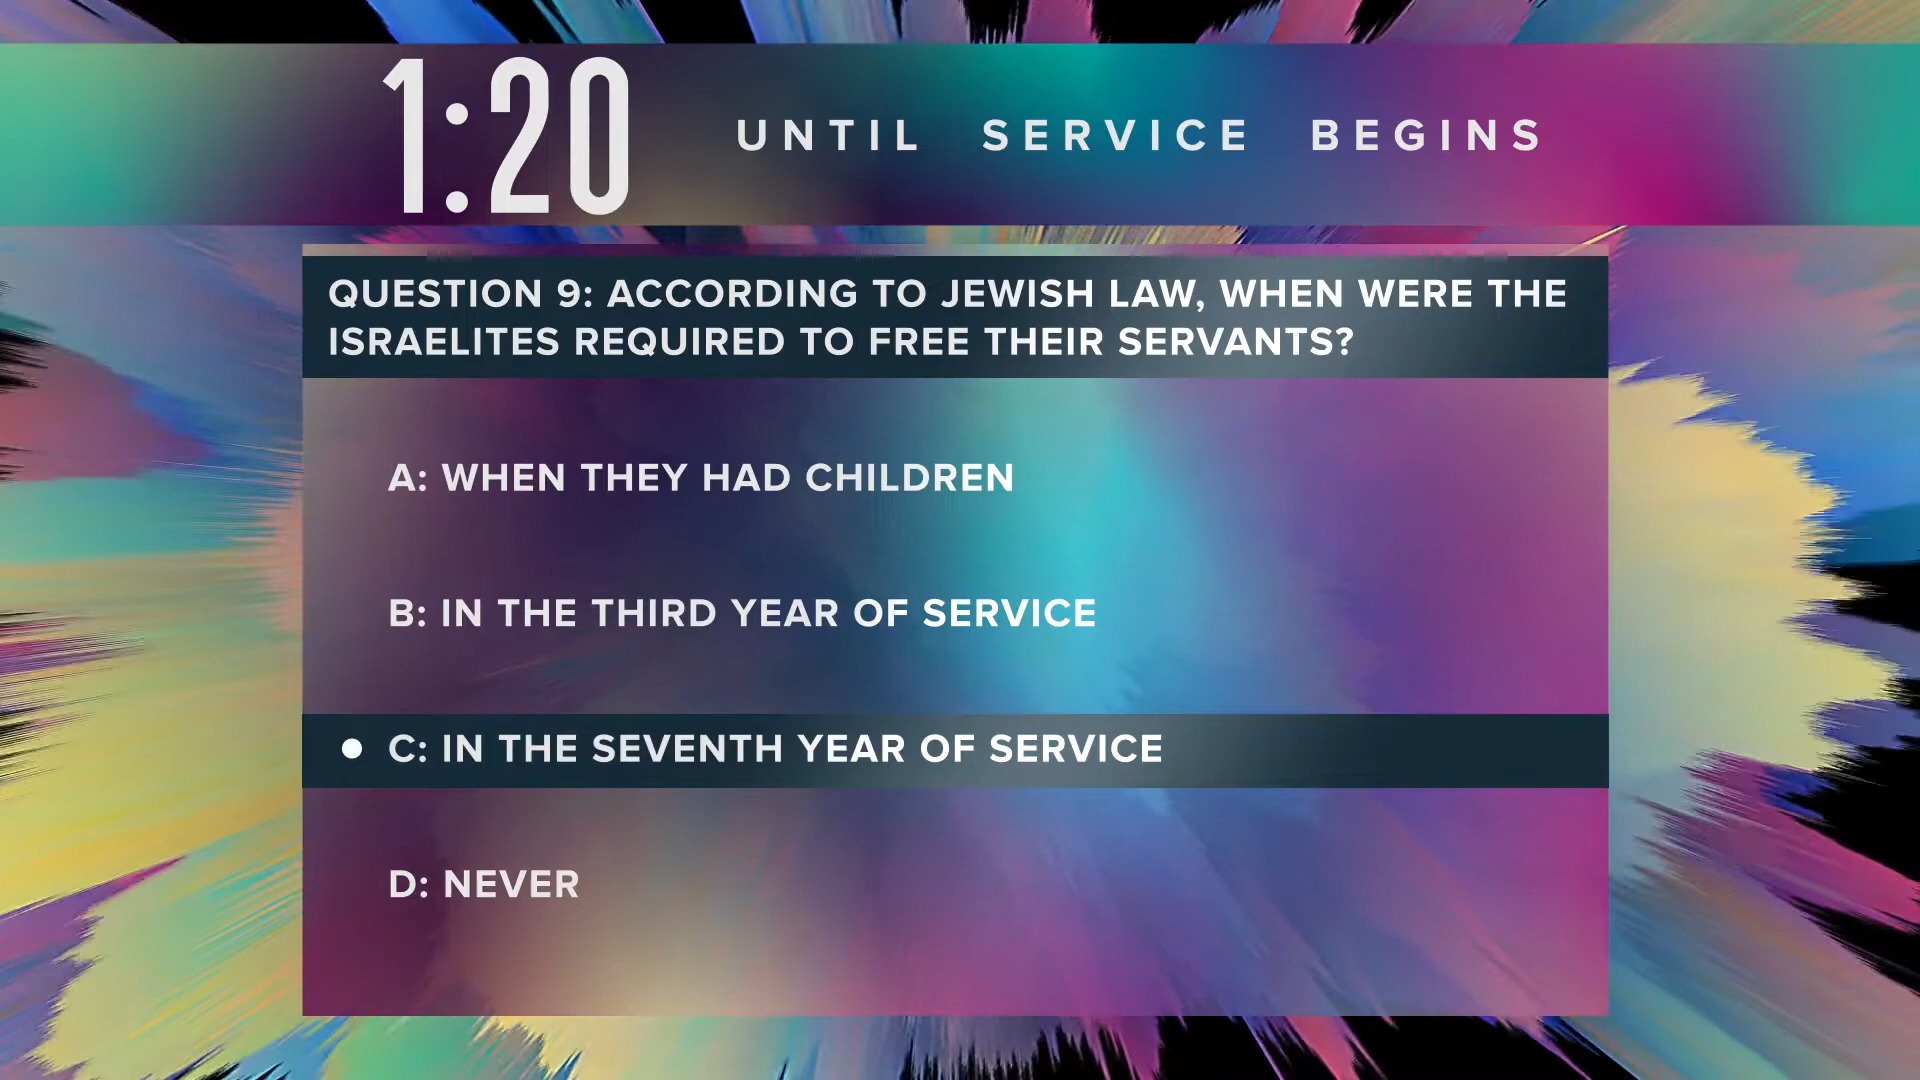 1:20
UNTIL SERVICE BEGINS
QUESTION 9: ACCORDING TO JEWISH LAW, WHEN WERE THE
ISRAELITES REQUIRED TO FREE THEIR SERVANTS?
A: WHEN THEY HAD CHILDREN
B: IN THE THIRD YEAR OF SERVICE
C: IN THE SEVENTH YEAR OF SERVICE
D: NEVER